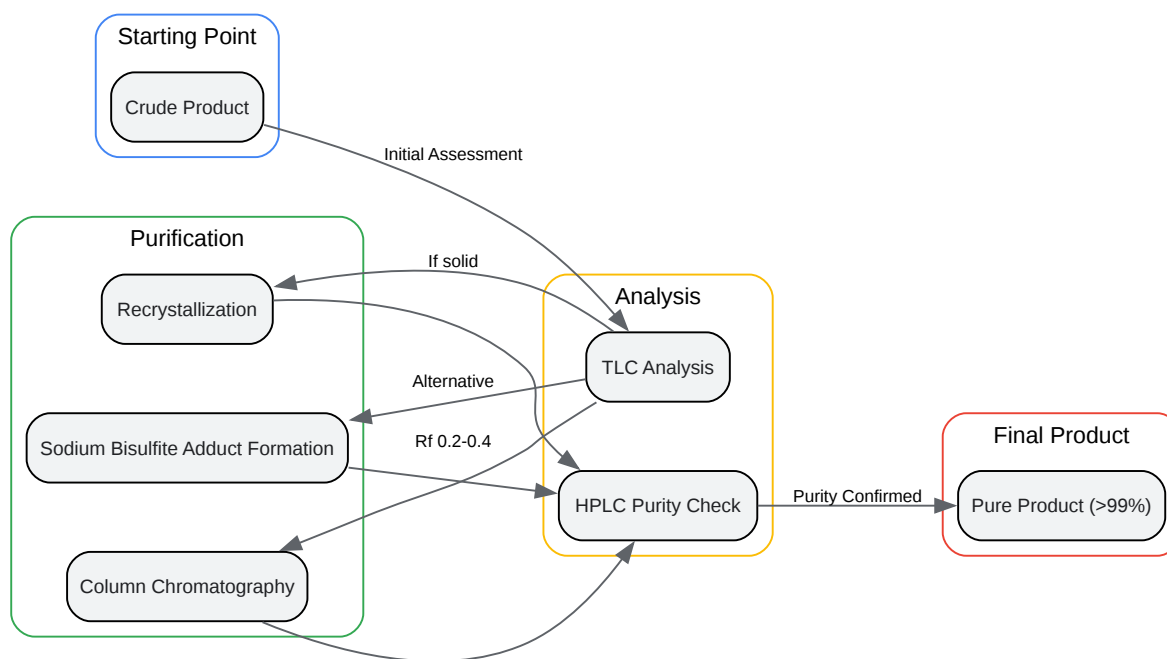 Starting Point
Crude Product
Initial Assessment
Purification
If solid
Recrystallization
Analysis
TLC Analysis
Alternative
Sodium Bisulfite Adduct Formation
Rf 0.2-0.4
HPLC Purity Check
Purity Confirmed
Final Product
Pure Product (>99%)
Column Chromatography